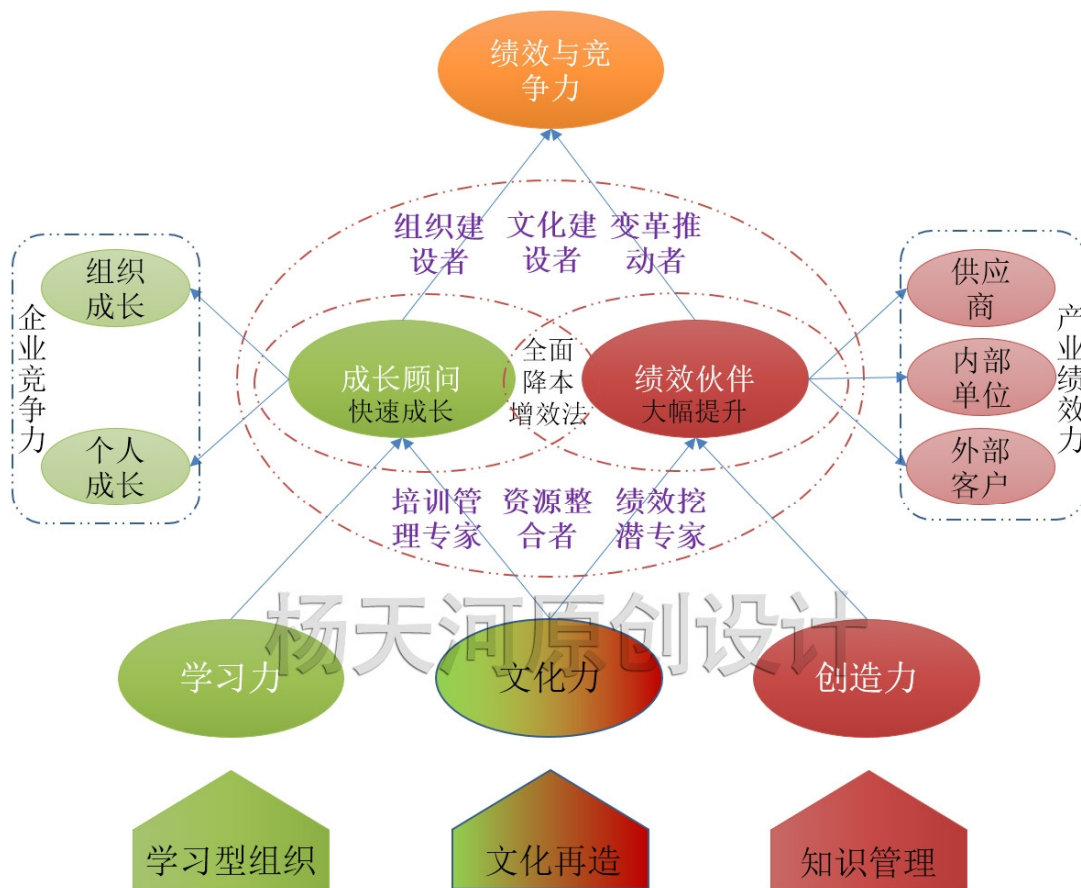 绩效与竞
争力
组织建
设者
文化建
设者
变革推
动者
企业竞争力
组织
成长
个人
成长
成长顾问
快速成长
全面
降本
增效法
绩效伙伴
大幅提升
供应
商
内部
单位
外部
客户
产业绩效力
培训管
理专家
资源整
合者
绩效挖
潜专家
杨天河原创设计
学习力
文化力
创造力
学习型组织
文化再造
知识管理